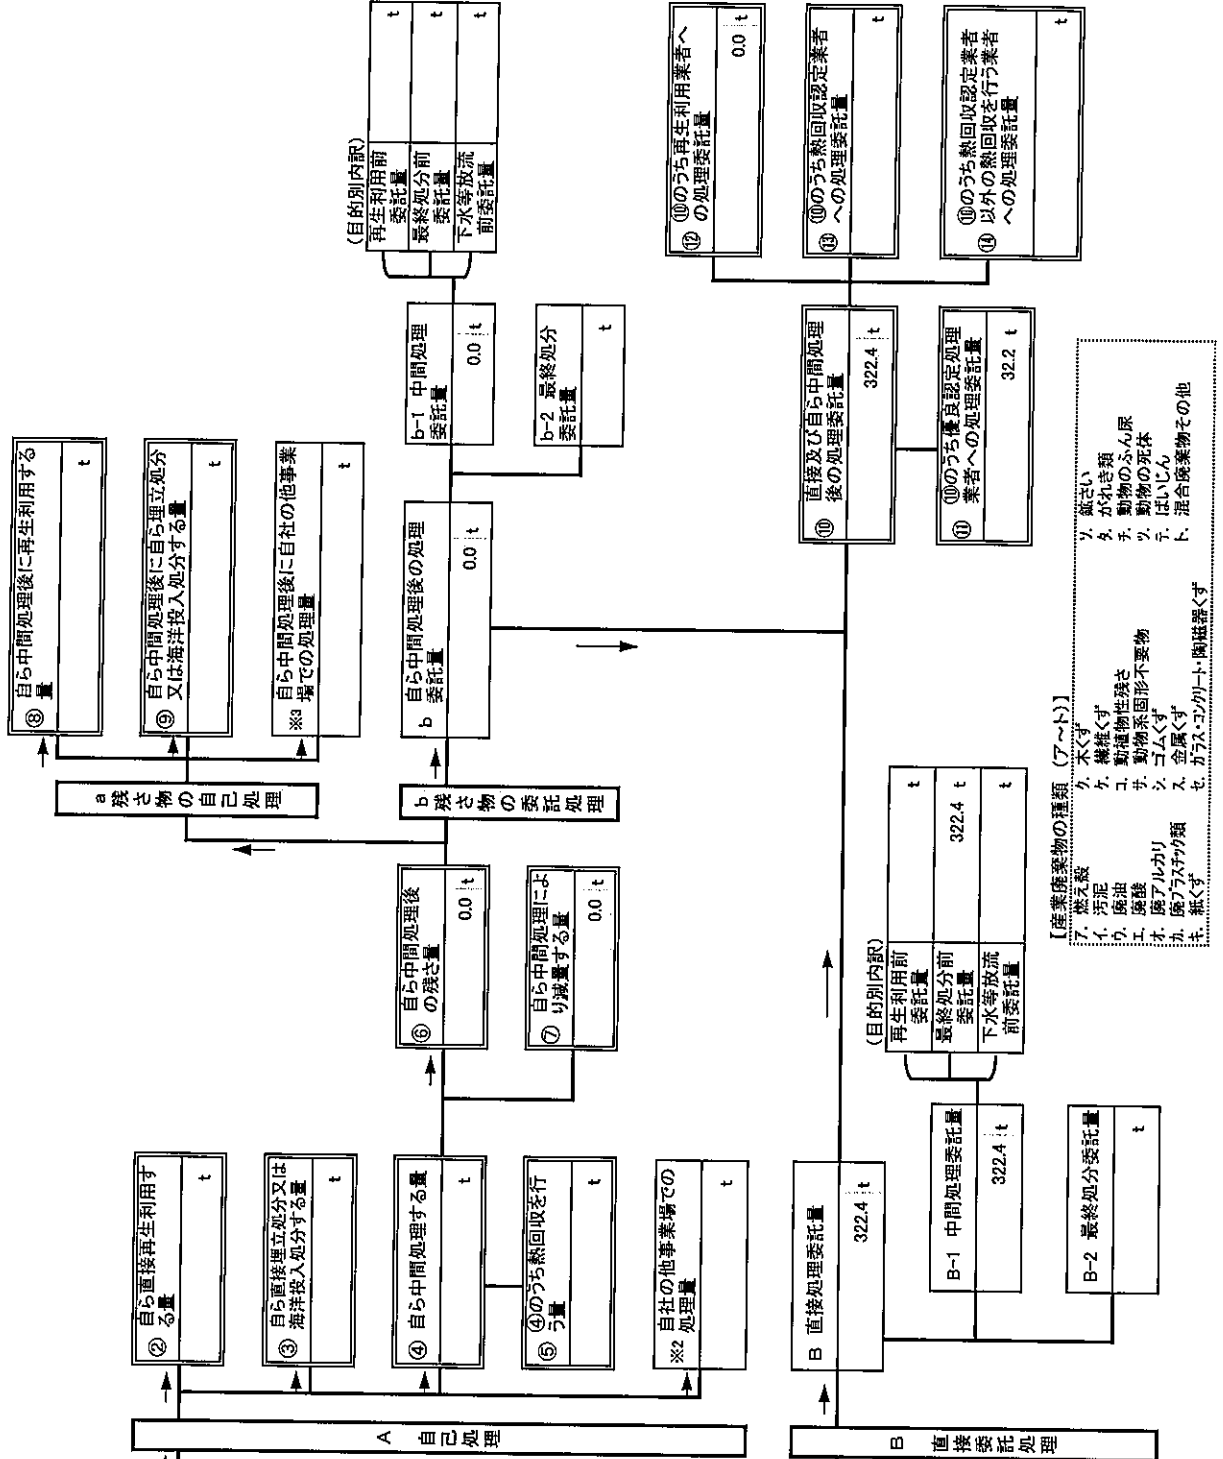 A 自己処理
② 自ら直接再生利用す
る量
t
③ 自ら直接埋立処分又は
海洋投入処分する量
t
④ 自ら中間処理する量
t
⑤ ④のうち熱回収を行
う量
t
※2 自社の他事業場での
処理量
t
⑥ 自ら中間処理後
の残さ量
0.0 t
⑦ 自ら中間処理によ
り減量する量
0.0 t
a 残さ物の自己処理
⑧ 自ら中間処理後に再生利用する
量
t
⑨ 自ら中間処理後に自ら埋立処分
又は海洋投入処分する量
t
※3 自ら中間処理後に自社の他事業
場での処理量
t
b 残さ物の委託処理
b 自ら中間処理後の処理
委託量
0.0 t
b-1 中間処理
委託量
0.0 t
b-2 最終処分
委託量
t
(目的別内訳)
再生利用前
委託量
t
最終処分前
委託量
t
下水等放流
前委託量
t
B 直接委託処理
B 直接処理委託量
322.4 t
B-1 中間処理委託量
322.4 t
B-2 最終処分委託量
t
(目的別内訳)
再生利用前
委託量
t
最終処分前
委託量
322.4 t
下水等放流
前委託量
t
⑩ 直接及び自ら中間処理
後の処理委託量
322.4 t
⑪ ⑩のうち優良認定処理
業者への処理委託量
32.2 t
⑫ ⑩のうち再生利用業者へ
の処理委託量
0.0 t
⑬ ⑩のうち熱回収認定業者
への処理委託量
t
⑭ ⑩のうち熱回収認定業者
以外の熱回収を行う業者
への処理委託量
t
【産業廃棄物の種類 (ア～ト)】
ア. 燃え殻
イ. 汚泥
ウ. 廃油
エ. 廃酸
オ. 廃アルカリ
カ. 廃プラスチック類
キ. 紙くず
ク. 木くず
ケ. 繊維くず
コ. 動植物性残さ
サ. 動物系固形不要物
シ. ゴムくず
ス. 金属くず
セ. ガラス・コンクリート・陶磁器くず
ソ. 鉱さい
タ. がれき類
チ. 動物のふん尿
ツ. 動物の死体
テ. ばいじん
ト. 混合廃棄物その他